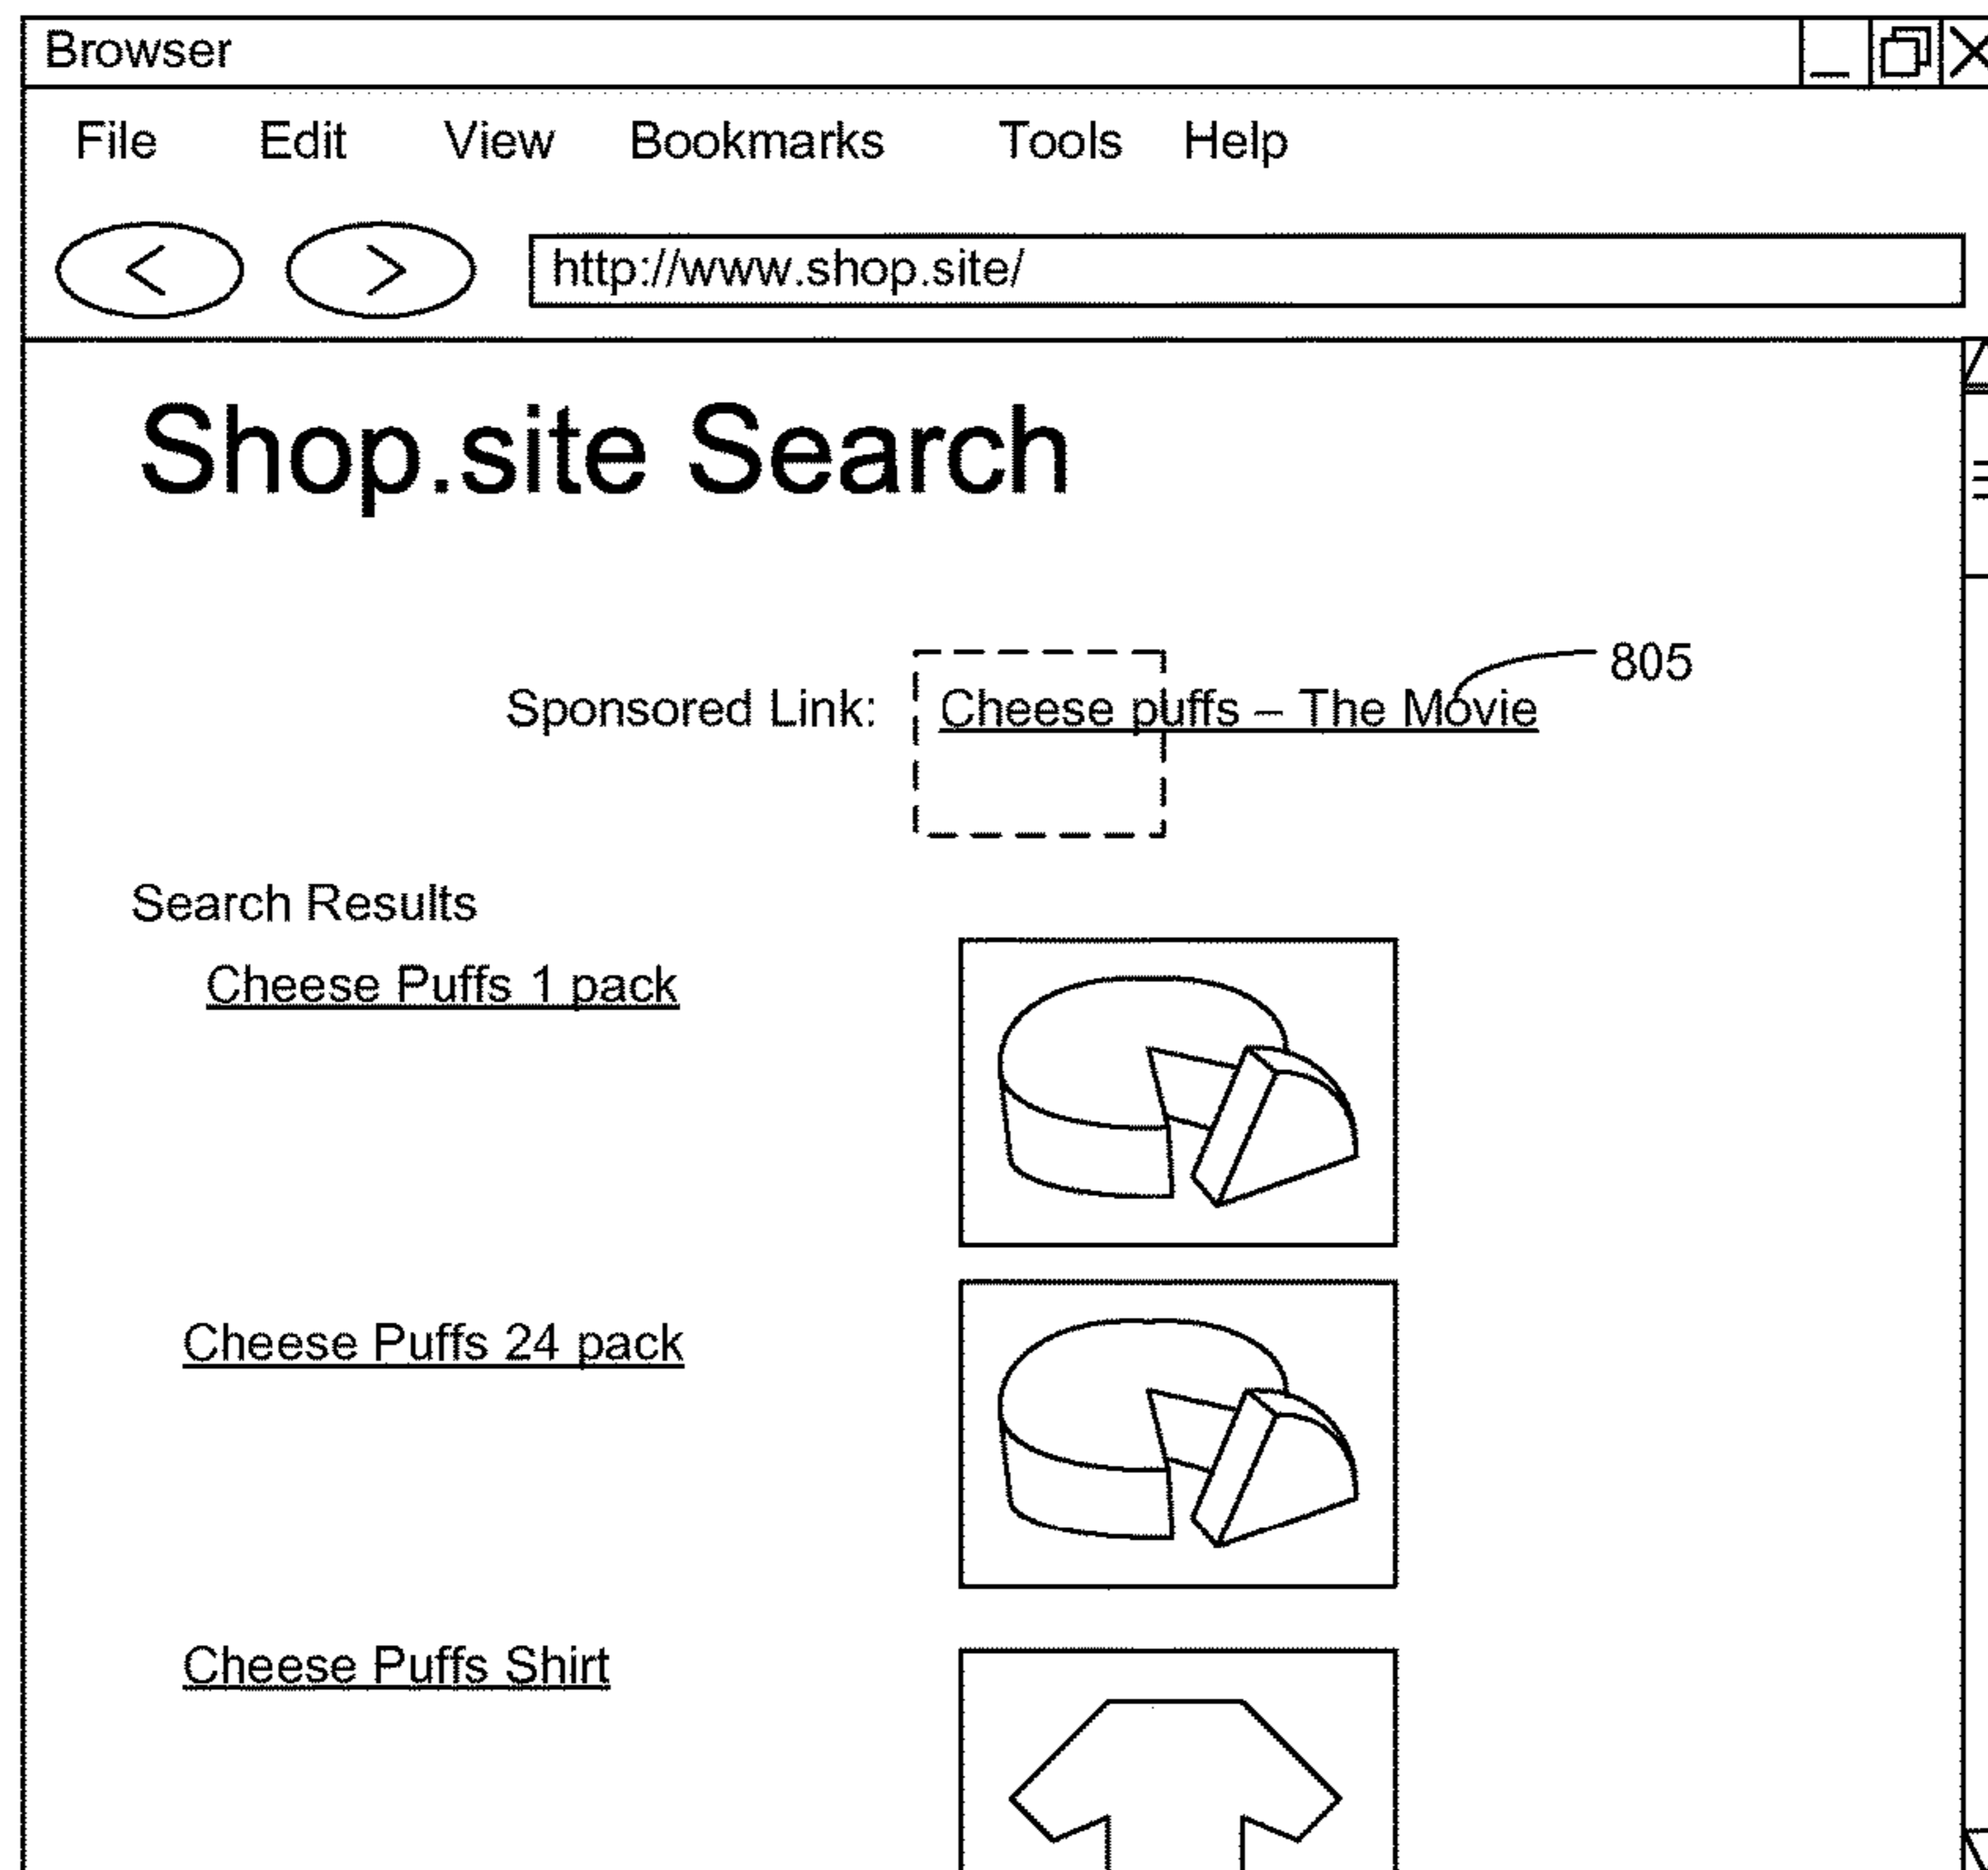 Browser
File Edit View Bookmarks Tools Help
< > http://www.shop.site/
Shop.site Search
805
Sponsored Link: Cheese puffs – The Movie
Search Results
Cheese Puffs 1 pack
Cheese Puffs 24 pack
Cheese Puffs Shirt